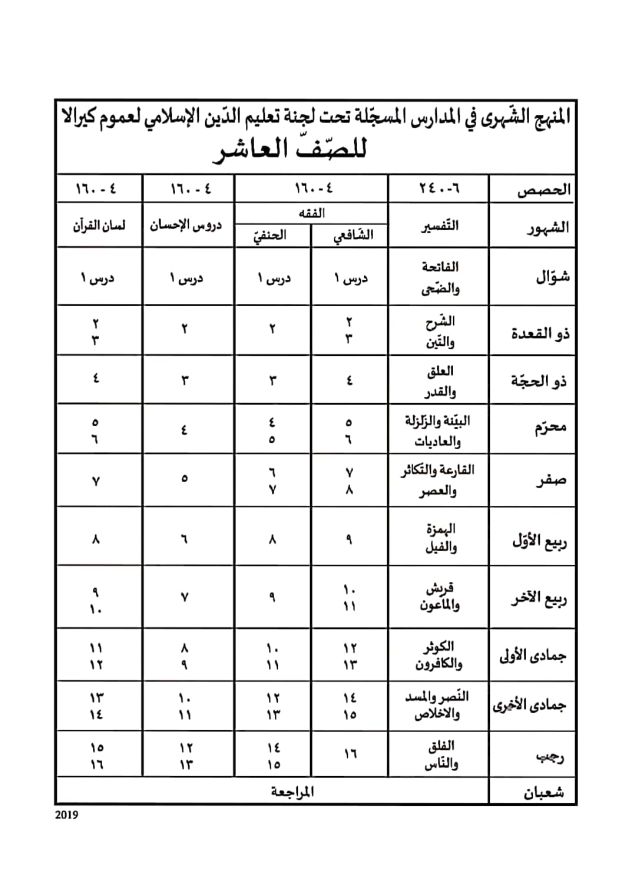 المنهج الشّهرى في المدارس المسجّلة تحت لجنة تعليم الدّين الإسلامي لعموم كيرالا
للصّفّ العاشر
الحصص ٦-٢٤٠ ٤-١٦٠ ٤-١٦٠ ٤-١٦٠
الشهور التّفسير الفقه دروس الإحسان لسان القرأن
الشّافعي الحنفيّ
شوّال الفاتحة والضّحى درس ١ درس ١ درس ١ درس ١
ذو القعدة الشّرح ٢ ٢ ٢ ٢
والتّين ٣ ٣
ذو الحجّة العلق ٤ ٣ ٣ ٤
والقدر
محرّم البيّنة والزّلزلة ٥ ٤ ٤ ٥
والعاديات ٦ ٥ ٦
صفر القارعة والتّكاثر ٧ ٦ ٥ ٧
والعصر ٨ ٧
ربيع الأوّل الهمزة ٩ ٨ ٦ ٨
والفيل
ربيع الآخر قريش ١٠ ٩ ٧ ٩
والماّعون ١١ ١٠
جمادى الأولى الكوثر ١٢ ١٠ ٨ ١١
والكافرون ١٣ ١١ ٩ ١٢
جمادى الأخرى النّصر والمسد ١٤ ١٢ ١٠ ١٣
والاخلاص ١٥ ١٣ ١١ ١٤
رجب الفلق ١٦ ١٤ ١٢ ١٥
والنّاس ١٥ ١٣ ١٦
شعبان المراجعة
2019